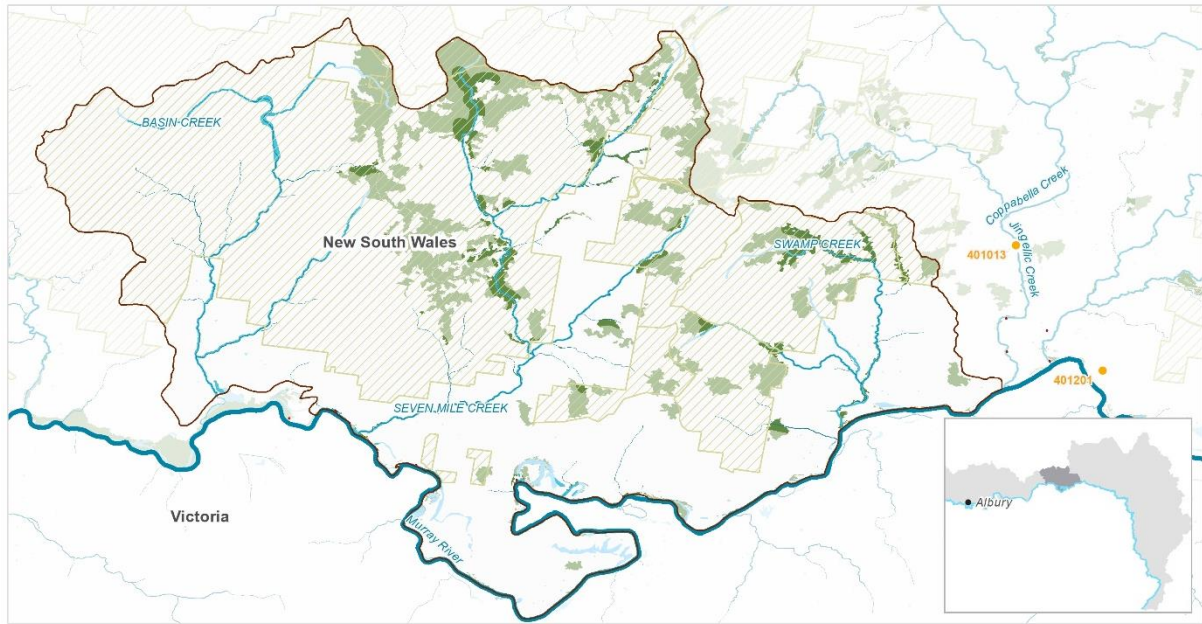 BASIN CREEK
Coppabella Creek
New South Wales
SWAMP CREEK
401013
Jingellic Creek
401201
SEVEN MILE CREEK
Albury
Victoria
Murray River